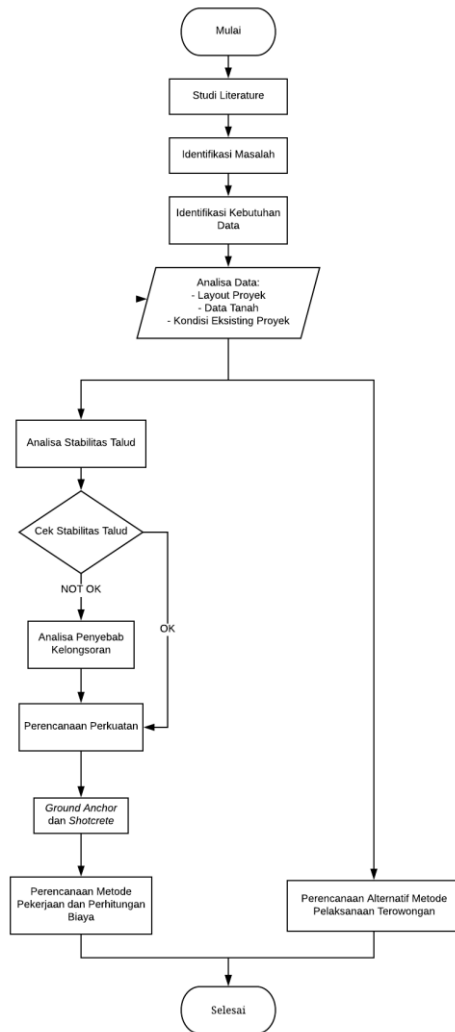 Mulai
Studi Literature
Identifikasi Masalah
Identifikasi Kebutuhan
Data
Analisa Data:
- Layout Proyek
- Data Tanah
- Kondisi Eksisting Proyek
Analisa Stabilitas Talud
Cek Stabilitas Talud
NOT OK
OK
Analisa Penyebab
Kelongsoran
Perencanaan Perkuatan
Ground Anchor
dan Shotcrete
Perencanaan Metode
Pekerjaan dan Perhitungan
Biaya
Perencanaan Alternatif Metode
Pelaksanaan Terowongan
Selesai